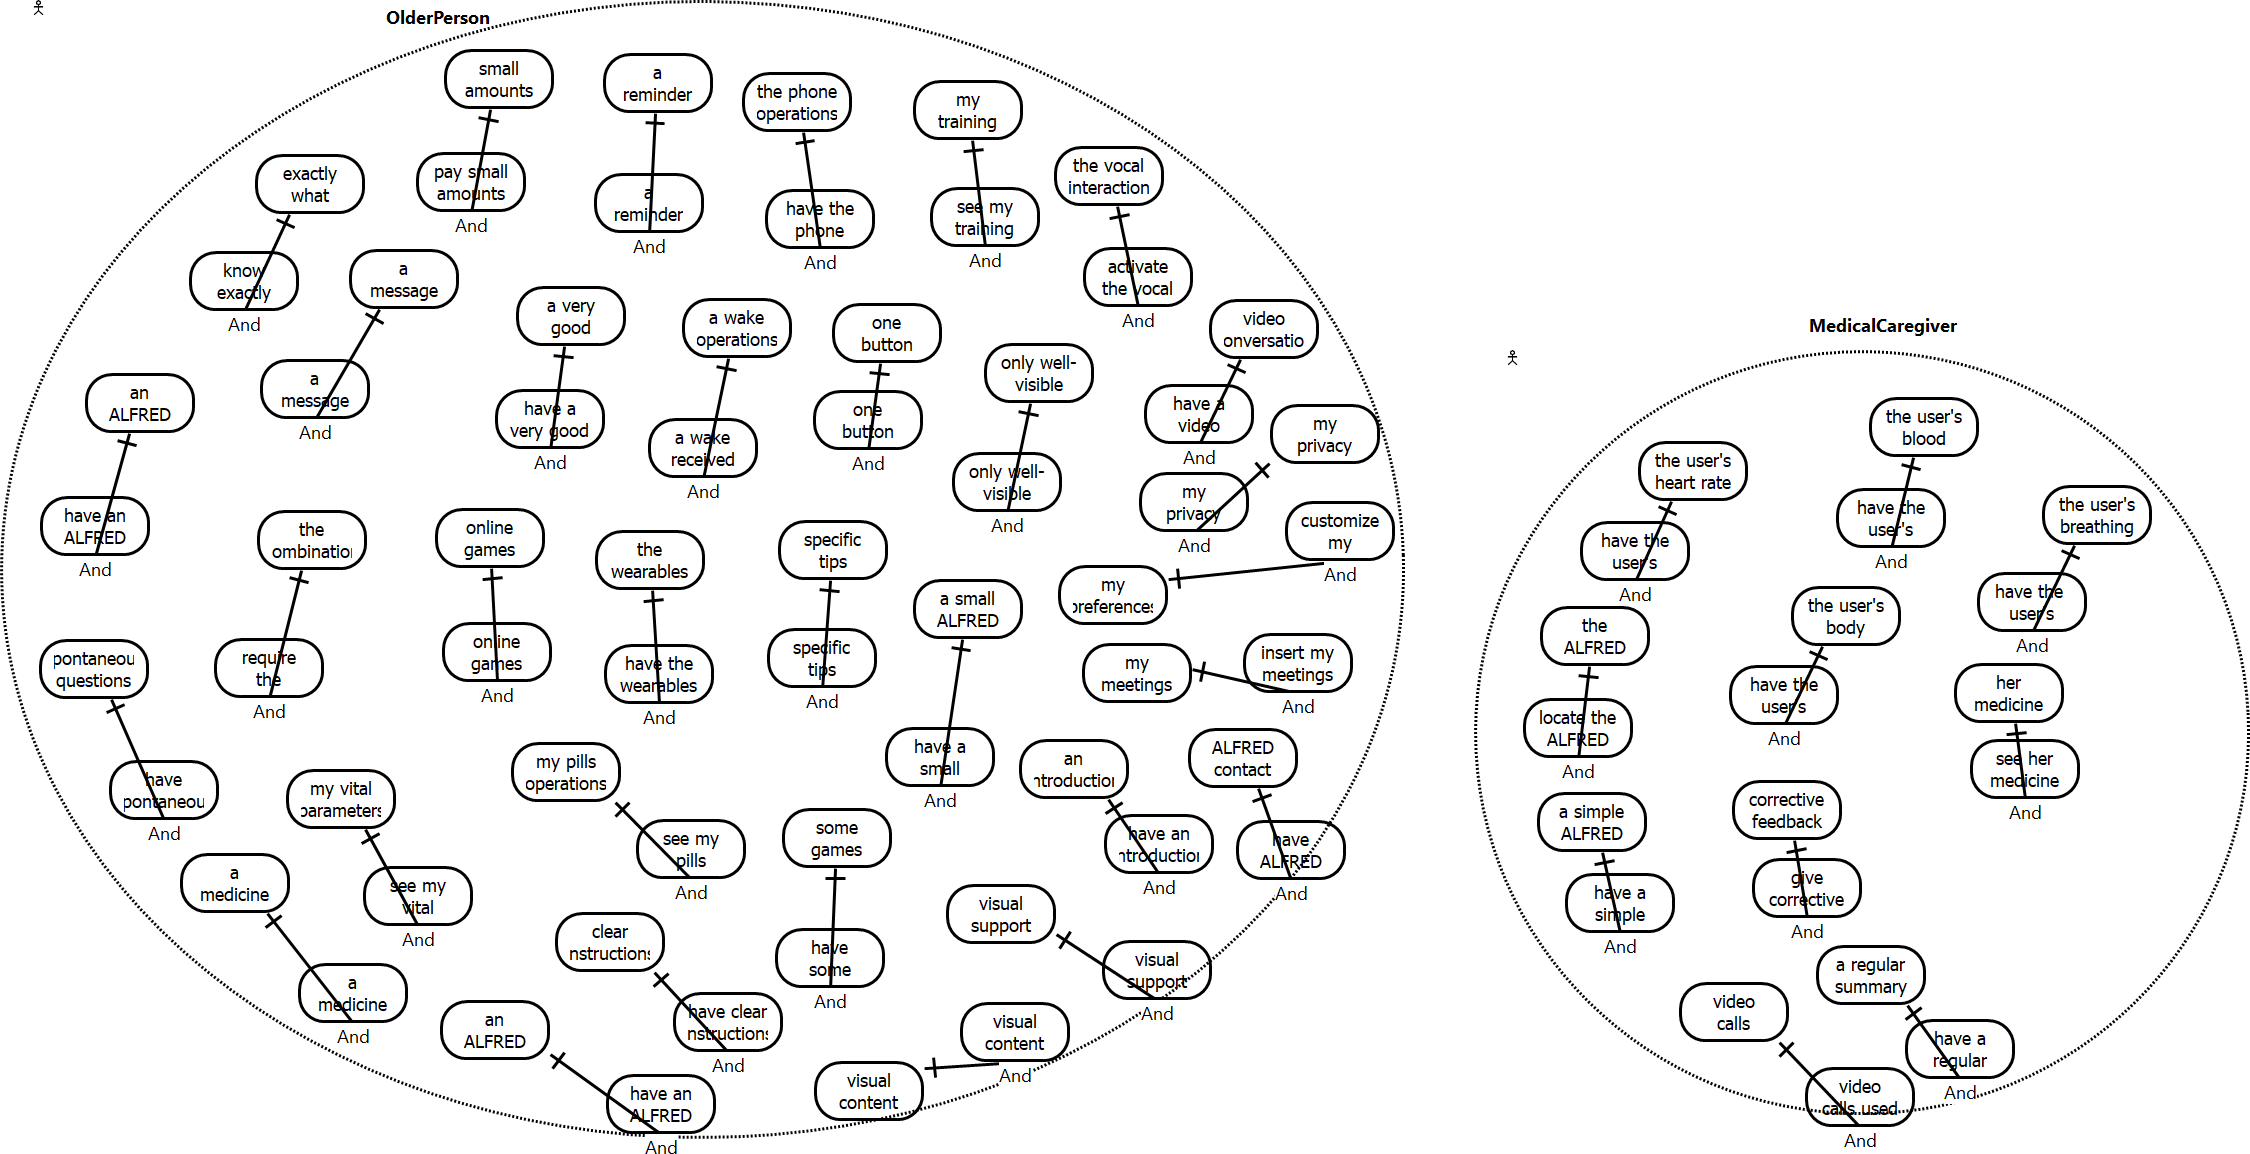 OlderPerson
small
amounts
pay small
amounts
And
a
reminder
a
reminder
And
the phone
operations
have the
phone
And
my
training
see my
training
And
the vocal
interaction
activate
the vocal
And
exactly
what
know
exactly
And
a
message
a
message
And
a very
good
have a
very good
And
a wake
operations
a wake
received
And
one
button
one
button
And
only well-
visible
only well-
visible
And
video
onversatio
have a
video
And
my
privacy
my
privacy
And
an
ALFRED
have an
ALFRED
And
the
ombination
require
the
And
online
games
online
games
And
the
wearables
have the
wearables
And
specific
tips
specific
tips
And
a small
ALFRED
have a
small
And
customize
my
And
my
preferences
insert my
meetings
And
my
meetings
pontaneou
questions
have
pontaneou
And
my vital
parameters
see my
vital
And
my pills
operations
see my
pills
And
some
games
have
some
And
an
ntroduction
have an
ntroduction
And
ALFRED
contact
have
ALFRED
And
a
medicine
a
medicine
And
clear
nstructions
have clear
nstructions
And
visual
support
visual
support
And
an
ALFRED
have an
ALFRED
And
visual
content
And
visual
content
MedicalCaregiver
the user's
blood
have the
user's
And
the user's
heart rate
have the
user's
And
the user's
breathing
have the
user's
And
the
ALFRED
locate the
ALFRED
And
the user's
body
have the
user's
And
her
medicine
see her
medicine
And
a simple
ALFRED
have a
simple
And
corrective
feedback
give
corrective
And
a regular
summary
have a
regular
And
video
calls
video
calls used
And